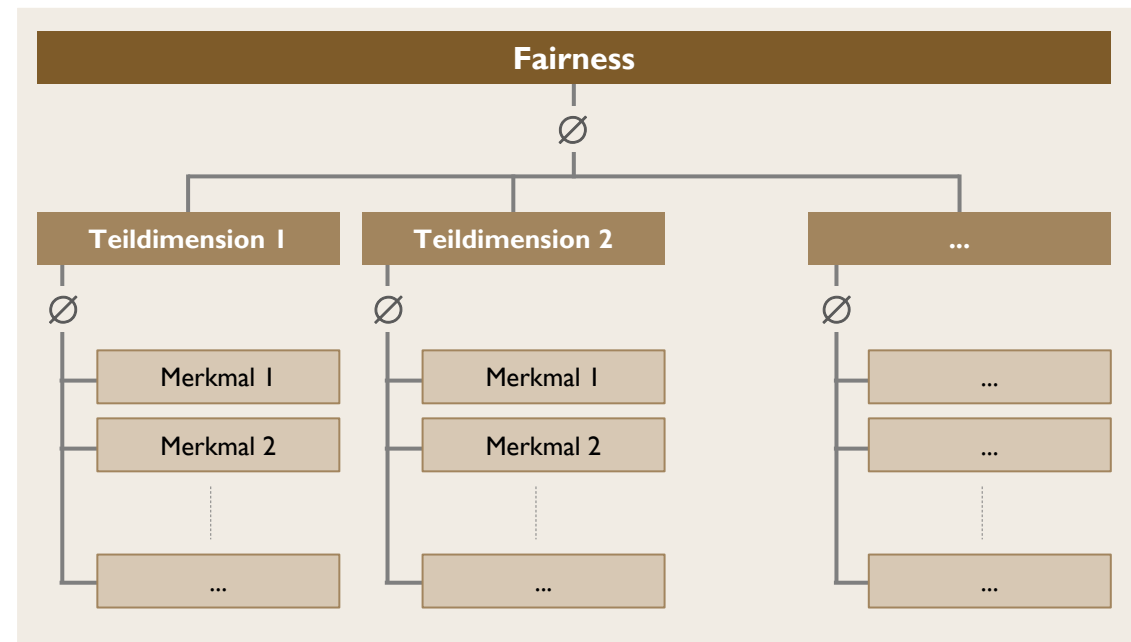 Fairness
∅
Teildimension 1
Teildimension 2
...
∅
∅
∅
Merkmal 1
Merkmal 1
...
Merkmal 2
Merkmal 2
...
...
...
...